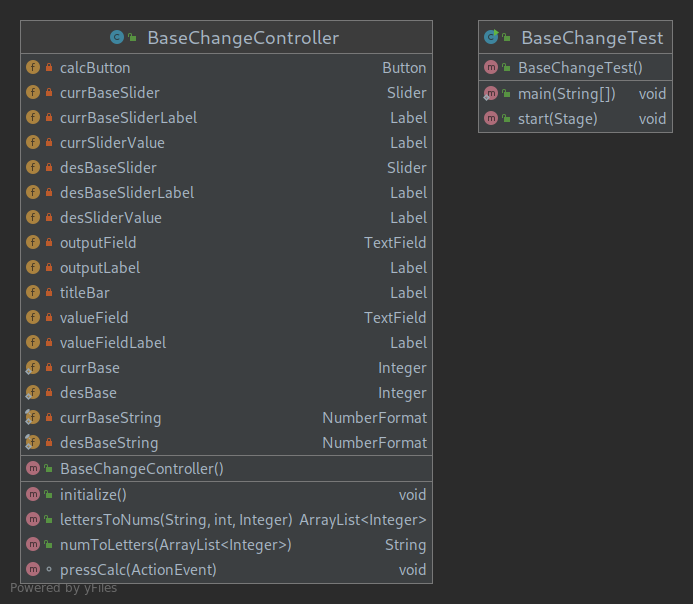 BaseChangeController
calcButton Button
currBaseSlider Slider
currBaseSliderLabel Label
currSliderValue Label
desBaseSlider Slider
desBaseSliderLabel Label
desSliderValue Label
outputField TextField
outputLabel Label
titleBar Label
valueField TextField
valueFieldLabel Label
currBase Integer
desBase Integer
currBaseString NumberFormat
desBaseString NumberFormat
BaseChangeController()
initialize() void
lettersToNums(String, int, Integer) ArrayList<Integer>
numToLetters(ArrayList<Integer>) String
pressCalc(ActionEvent) void
Powered by yFiles
BaseChangeTest
BaseChangeTest()
main(String[]) void
start(Stage) void